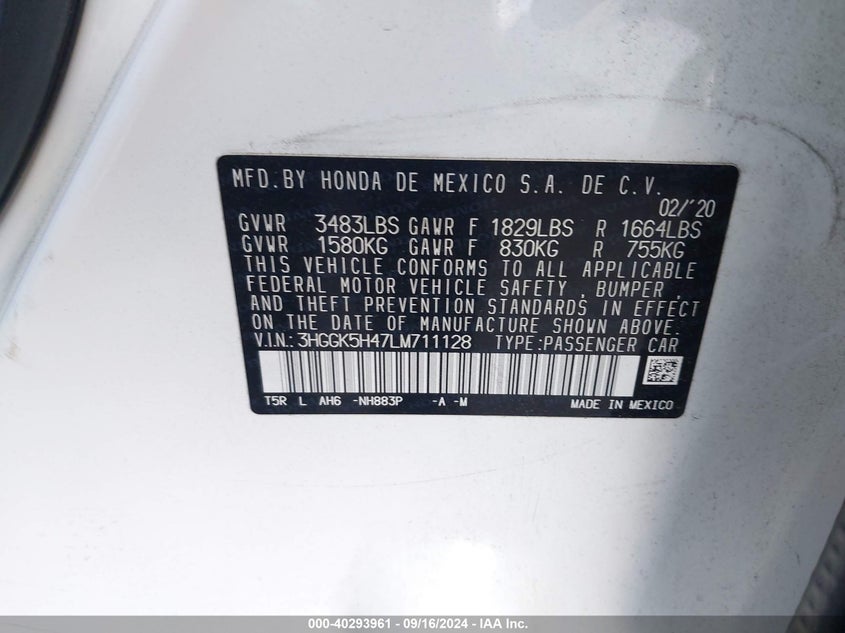 MFD.BY HONDA DE MEXICO S.A. DE C.V.
02/'20
GVWR 3483LBS GAWR F 1829LBS R 1664LBS
GVWR 1580KG GAWR F 830KG R 755KG
THIS VEHICLE CONFORMS TO ALL APPLICABLE
FEDERAL MOTOR VEHICLE SAFETY , BUMPER ,
AND THEFT PREVENTION STANDARDS IN EFFECT
ON THE DATE OF MANUFACTURE SHOWN ABOVE.
V.I.N.: 3HGGK5H47LM711128 TYPE:PASSENGER CAR
T5R L AH6 -NH883P -A -M MADE IN MEXICO
000-40293961 - 09/16/2024 - IAA Inc.